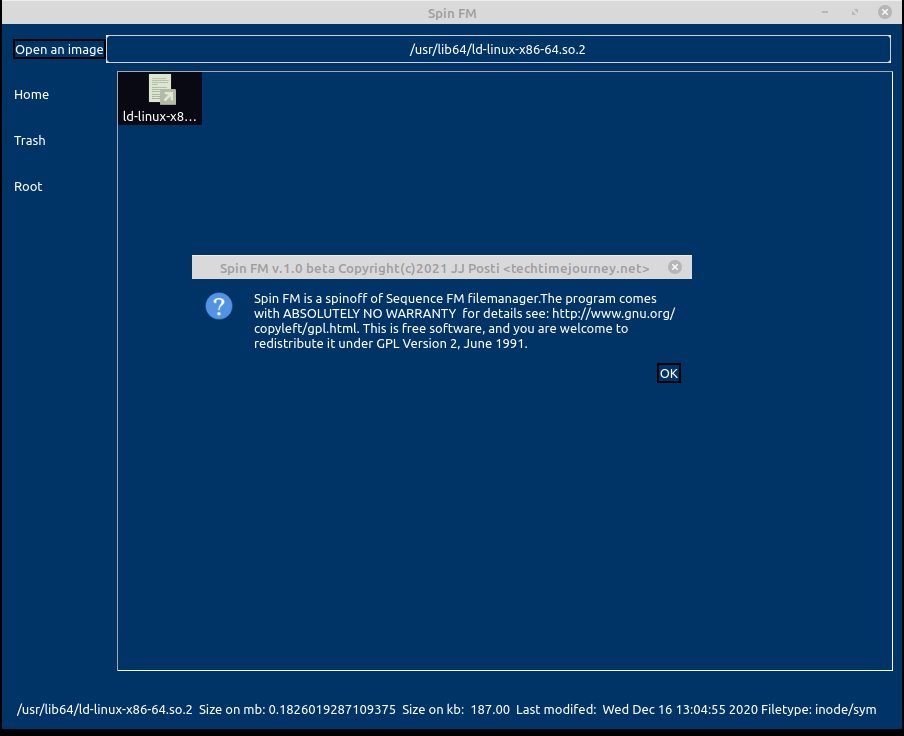 Spin FM
Open an image
/usr/lib64/ld-linux-x86-64.so.2
Home
Trash
Root
ld-linux-x8...
Spin FM v.1.0 beta Copyright(c)2021 JJ Posti <techtimejourney.net>
?
Spin FM is a spinoff of Sequence FM filemanager.The program comes
with ABSOLUTELY NO WARRANTY  for details see: http://www.gnu.org/
copyleft/gpl.html. This is free software, and you are welcome to
redistribute it under GPL Version 2, June 1991.
OK
/usr/lib64/ld-linux-x86-64.so.2  Size on mb: 0.1826019287109375  Size on kb:  187.00  Last modifed:  Wed Dec 16 13:04:55 2020 Filetype: inode/sym